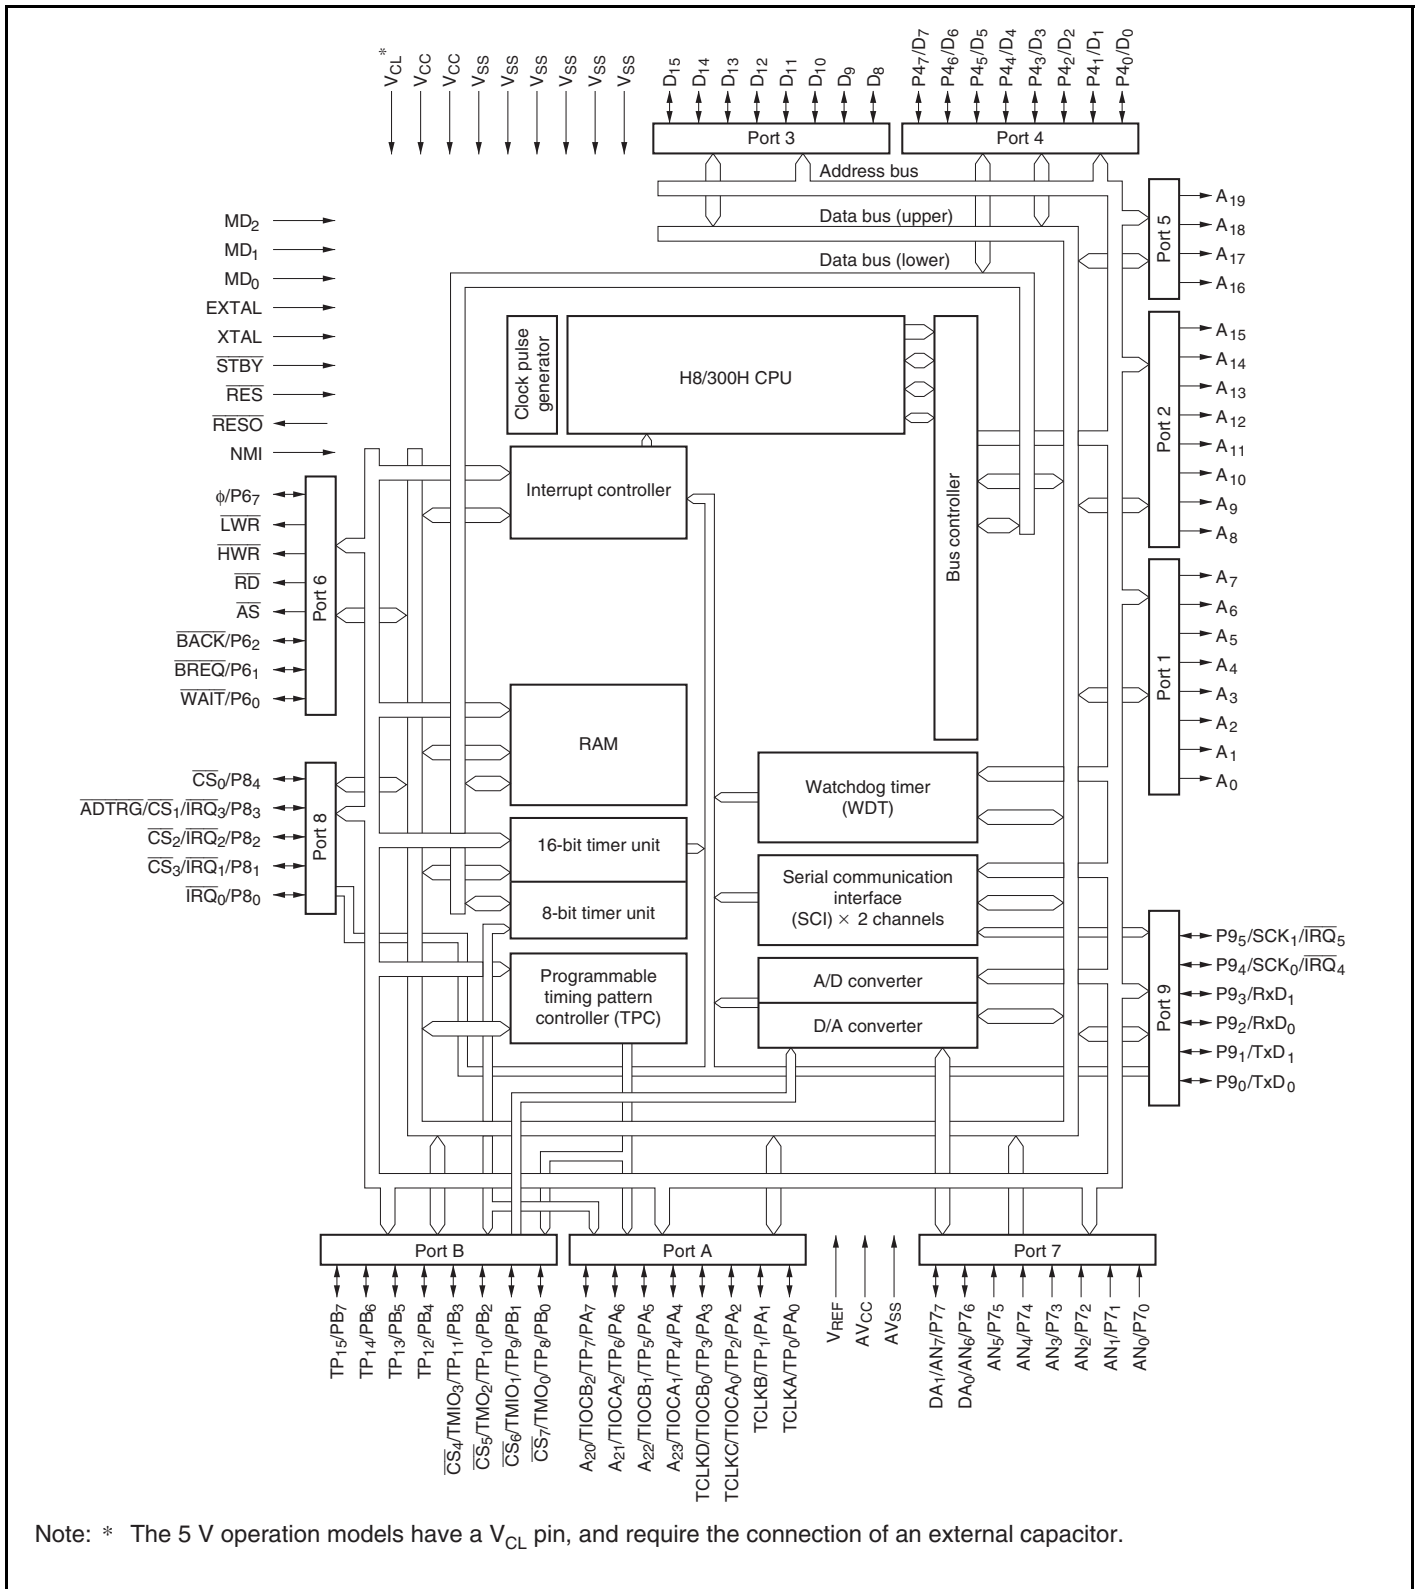 VCL*
VCC
VCC
VSS
VSS
VSS
VSS
VSS
VSS
D15
D14
D13
D12
D11
D10
D9
D8
P47/D7
P46/D6
P45/D5
P44/D4
P43/D3
P42/D2
P41/D1
P40/D0
Port 3
Port 4
Address bus
Data bus (upper)
Data bus (lower)
MD2
MD1
MD0
EXTAL
XTAL
STBY
RES
RESO
NMI
φ/P67
LWR
HWR
RD
AS
BACK/P62
BREQ/P61
WAIT/P60
Port 6
CS0/P84
ADTRG/CS1/IRQ3/P83
CS2/IRQ2/P82
CS3/IRQ1/P81
IRQ0/P80
Port 8
Clock pulse
generator
H8/300H CPU
Interrupt controller
Bus controller
RAM
16-bit timer unit
8-bit timer unit
Programmable
timing pattern
controller (TPC)
Watchdog timer
(WDT)
Serial communication
interface
(SCI) × 2 channels
A/D converter
D/A converter
Port 5
A19
A18
A17
A16
Port 2
A15
A14
A13
A12
A11
A10
A9
A8
Port 1
A7
A6
A5
A4
A3
A2
A1
A0
Port 9
P95/SCK1/IRQ5
P94/SCK0/IRQ4
P93/RxD1
P92/RxD0
P91/TxD1
P90/TxD0
Port B
Port A
Port 7
TP15/PB7
TP14/PB6
TP13/PB5
TP12/PB4
CS4/TMIO3/TP11/PB3
CS5/TMO2/TP10/PB2
CS6/TMIO1/TP9/PB1
CS7/TMO0/TP8/PB0
A20/TIOCB2/TP7/PA7
A21/TIOCA2/TP6/PA6
A22/TIOCB1/TP5/PA5
A23/TIOCA1/TP4/PA4
TCLKD/TIOCB0/TP3/PA3
TCLKC/TIOCA0/TP2/PA2
TCLKB/TP1/PA1
TCLKA/TP0/PA0
VREF
AVCC
AVSS
DA1/AN7/P77
DA0/AN6/P76
AN5/P75
AN4/P74
AN3/P73
AN2/P72
AN1/P71
AN0/P70
Note: * The 5 V operation models have a VCL pin, and require the connection of an external capacitor.